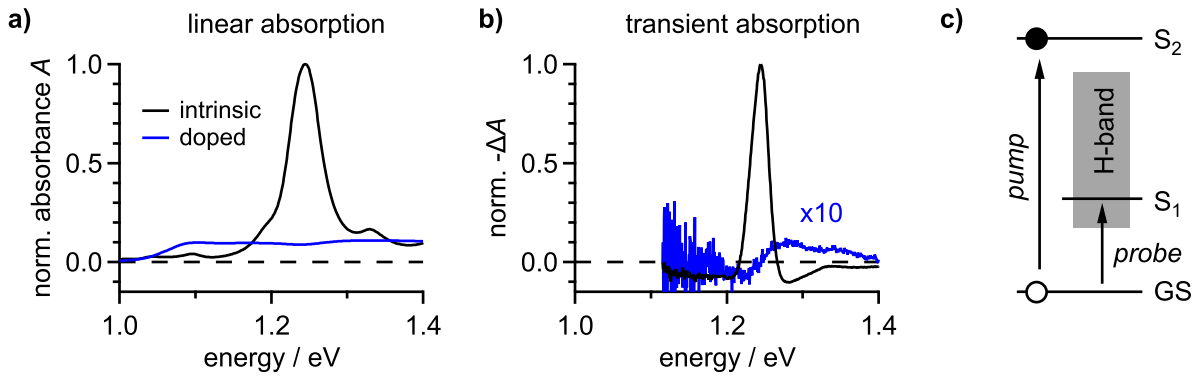 a)
linear absorption
norm. absorbance A
1.0
0.5
0.0
intrinsic
doped
1.0
1.2
1.4
energy / eV
b)
transient absorption
norm. -ΔA
1.0
0.5
0.0
x10
1.0
1.2
1.4
energy / eV
c)
S2
pump
H-band
S1
probe
GS